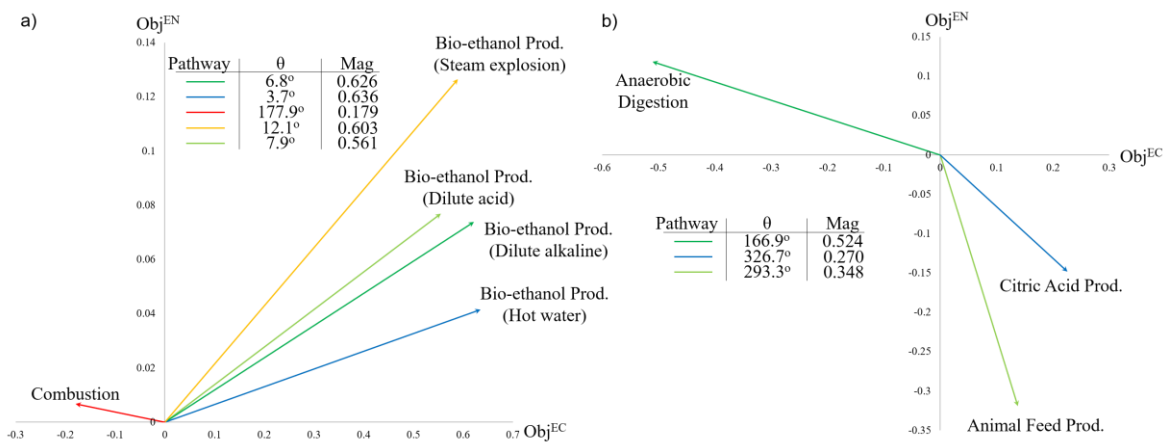 a)
Obj^EN
0.14
0.12
0.1
0.08
0.06
0.04
0.02
0
Pathway θ Mag
6.8° 0.626
3.7° 0.636
177.9° 0.179
12.1° 0.603
7.9° 0.561
Bio-ethanol Prod.
(Steam explosion)
Bio-ethanol Prod.
(Dilute acid)
Bio-ethanol Prod.
(Dilute alkaline)
Bio-ethanol Prod.
(Hot water)
Combustion
-0.3 -0.2 -0.1 0 0.1 0.2 0.3 0.4 0.5 0.6 0.7
Obj^EC
b)
Obj^EN
0.15
0.1
0.05
0
-0.05
-0.1
-0.15
-0.2
-0.25
-0.3
-0.35
Anaerobic
Digestion
-0.6 -0.5 -0.4 -0.3 -0.2 -0.1 0 0.1 0.2 0.3
Obj^EC
Pathway θ Mag
166.9° 0.524
326.7° 0.270
293.3° 0.348
Citric Acid Prod.
Animal Feed Prod.